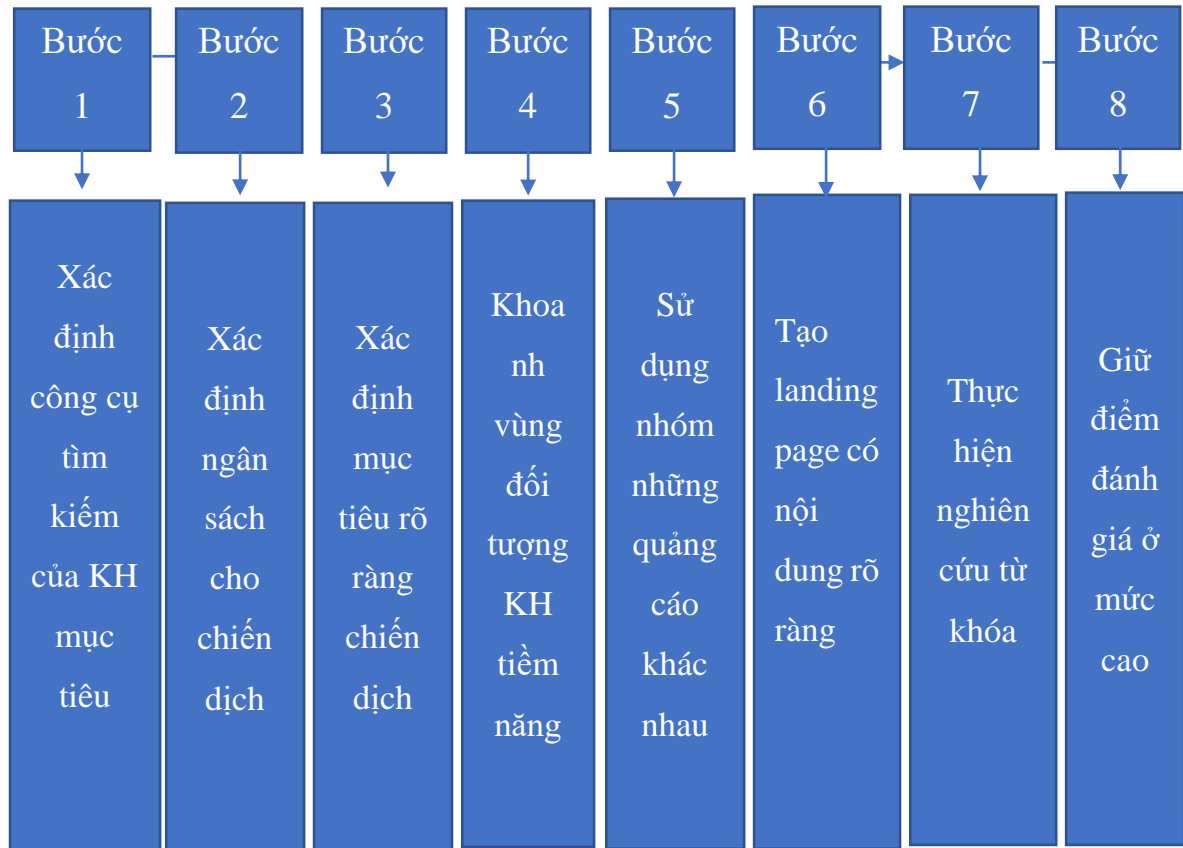 Bước
1
Bước
2
Bước
3
Bước
4
Bước
5
Bước
6
Bước
7
Bước
8
Xác
định
công cụ
tìm
kiếm
của KH
mục
tiêu
Xác
định
ngân
sách
cho
chiến
dịch
Xác
định
mục
tiêu rõ
ràng
chiến
dịch
Khoa
nh
vùng
đối
tượng
KH
tiềm
năng
Sử
dụng
nhóm
những
quảng
cáo
khác
nhau
Tạo
landing
page có
nội
dung rõ
ràng
Thực
hiện
nghiên
cứu từ
khóa
Giữ
điểm
đánh
giá ở
mức
cao